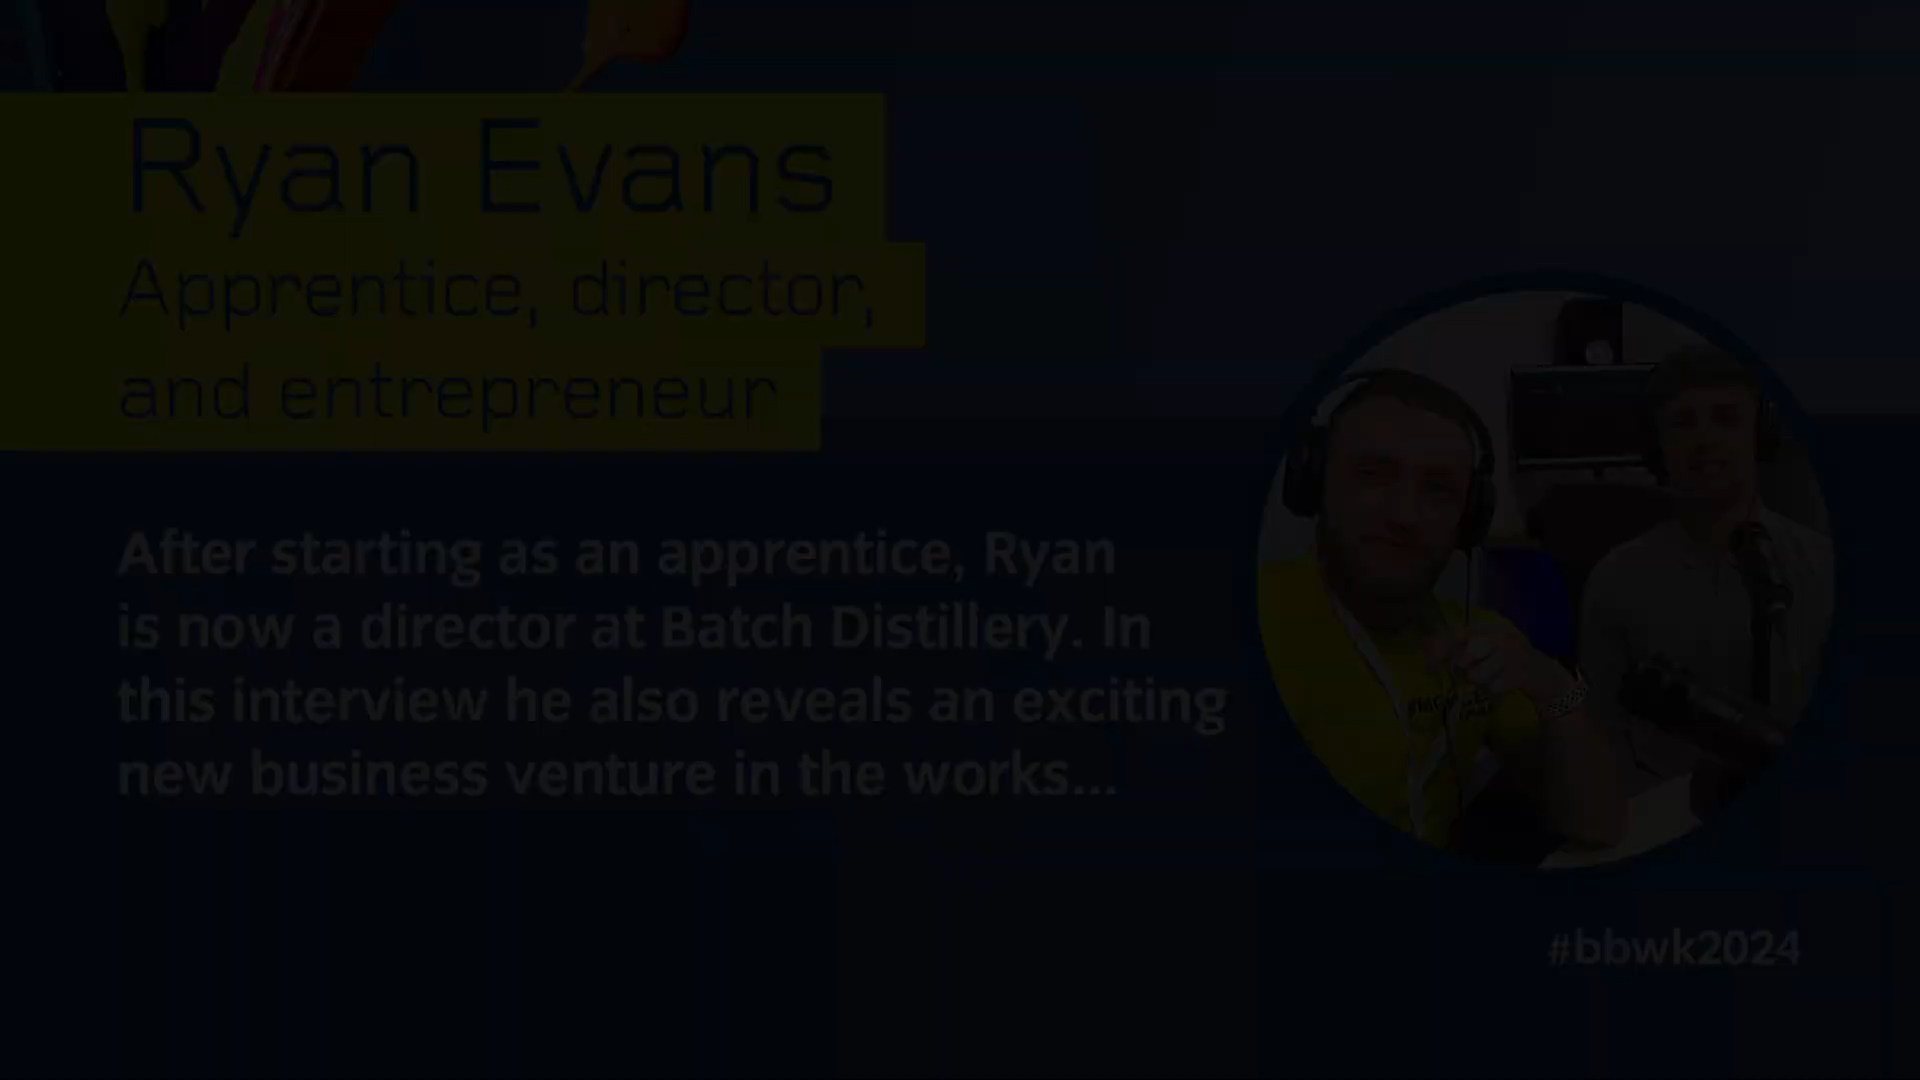 Ryan Evans
Apprentice, director,
and entrepreneur
After starting as an apprentice, Ryan
is now a director at Batch Distillery. In
this interview he also reveals an exciting
new business venture in the works...
#bbwk2024